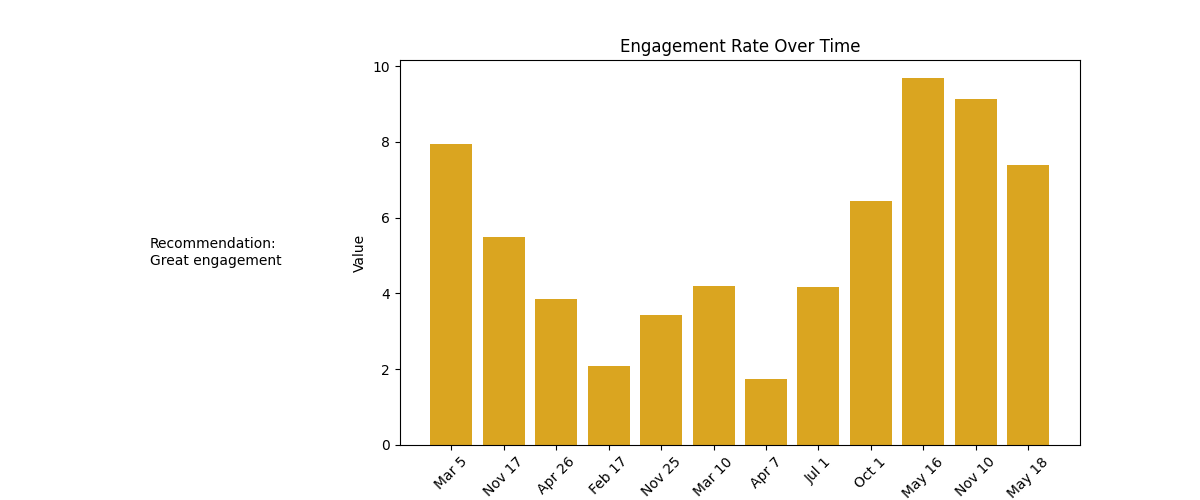 Engagement Rate Over Time
Recommendation:
Great engagement
Value
10
8
6
4
2
0
Mar 5
Nov 17
Apr 26
Feb 17
Nov 25
Mar 10
Apr 7
Jul 1
Oct 1
May 16
Nov 10
May 18